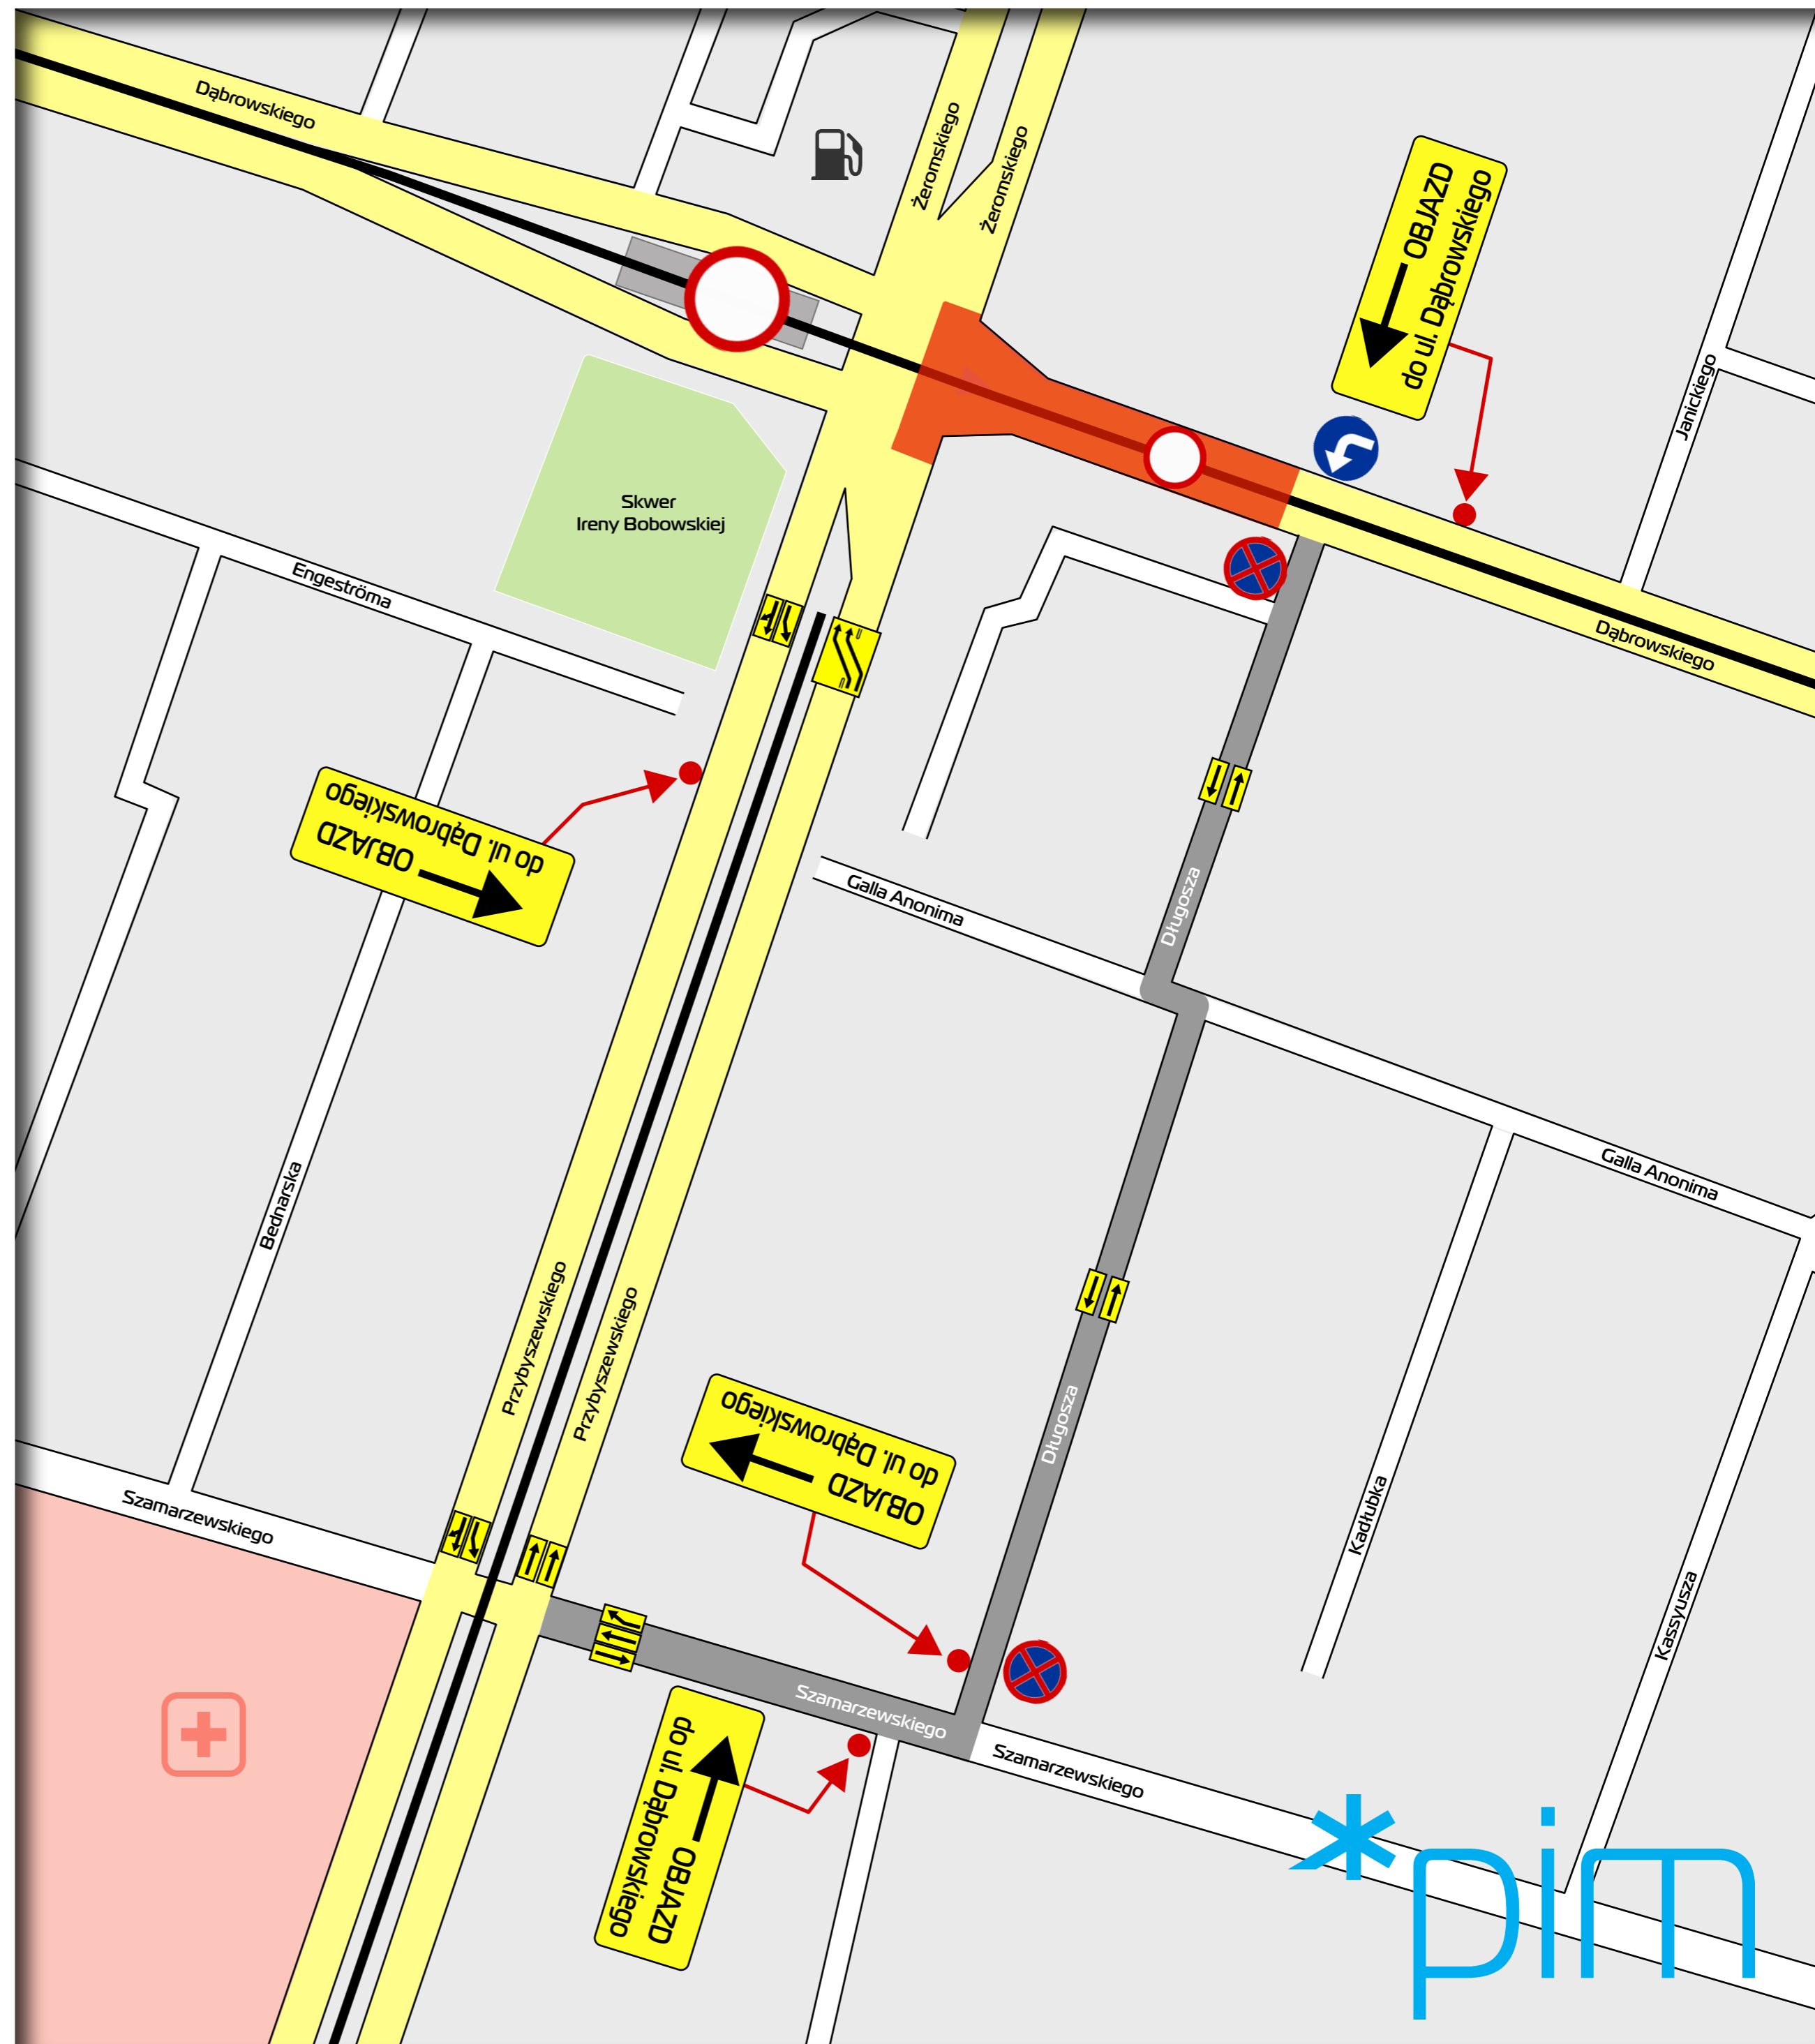 Dąbrowskiego
Żeromskiego
Żeromskiego
OBJAZD
do ul. Dąbrowskiego
Janickiego
Skwer
Ireny Bobowskiej
Engeströma
Dąbrowskiego
OBJAZD
do ul. Dąbrowskiego
Galla Anonima
Długosza
Bednarska
Galla Anonima
Przybyszewskiego
Przybyszewskiego
OBJAZD
do ul. Dąbrowskiego
Długosza
Kadłubka
Szamarzewskiego
Kassyusza
Szamarzewskiego
Szamarzewskiego
OBJAZD
do ul. Dąbrowskiego
*pim